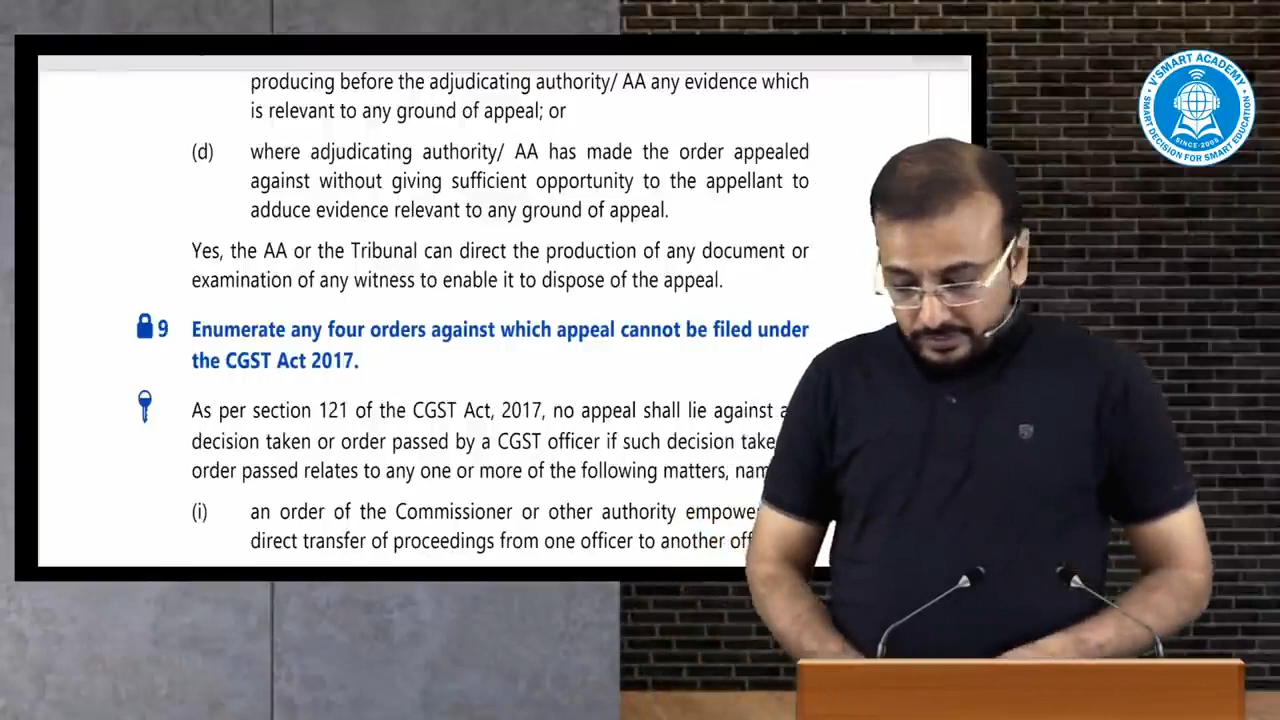 producing before the adjudicating authority/ AA any evidence which
is relevant to any ground of appeal; or
(d) where adjudicating authority/ AA has made the order appealed
against without giving sufficient opportunity to the appellant to
adduce evidence relevant to any ground of appeal.
Yes, the AA or the Tribunal can direct the production of any document or
examination of any witness to enable it to dispose of the appeal.
9 Enumerate any four orders against which appeal cannot be filed under
the CGST Act 2017.
As per section 121 of the CGST Act, 2017, no appeal shall lie against
decision taken or order passed by a CGST officer if such decision
order passed relates to any one or more of the following matters,
(i) an order of the Commissioner or other authority
direct transfer of proceedings from one officer to another
V'SMART ACADEMY
SINCE-2005
SMART DECISION FOR SMART EDUCATION